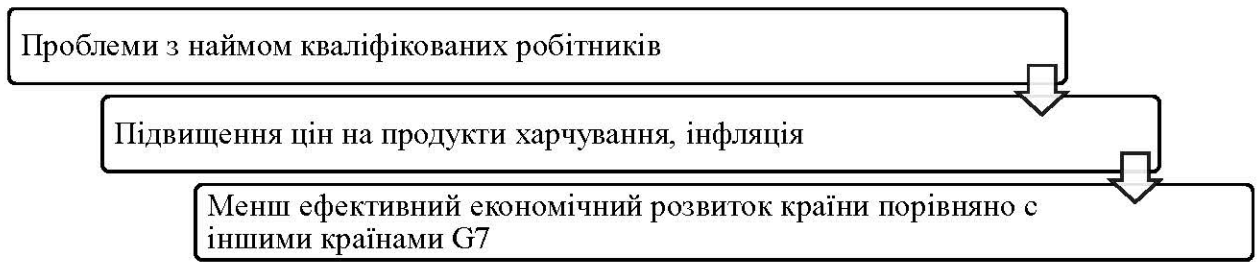 Проблеми з наймом кваліфікованих робітників
Підвищення цін на продукти харчування, інфляція
Менш ефективний економічний розвиток країни порівняно с
іншими країнами G7